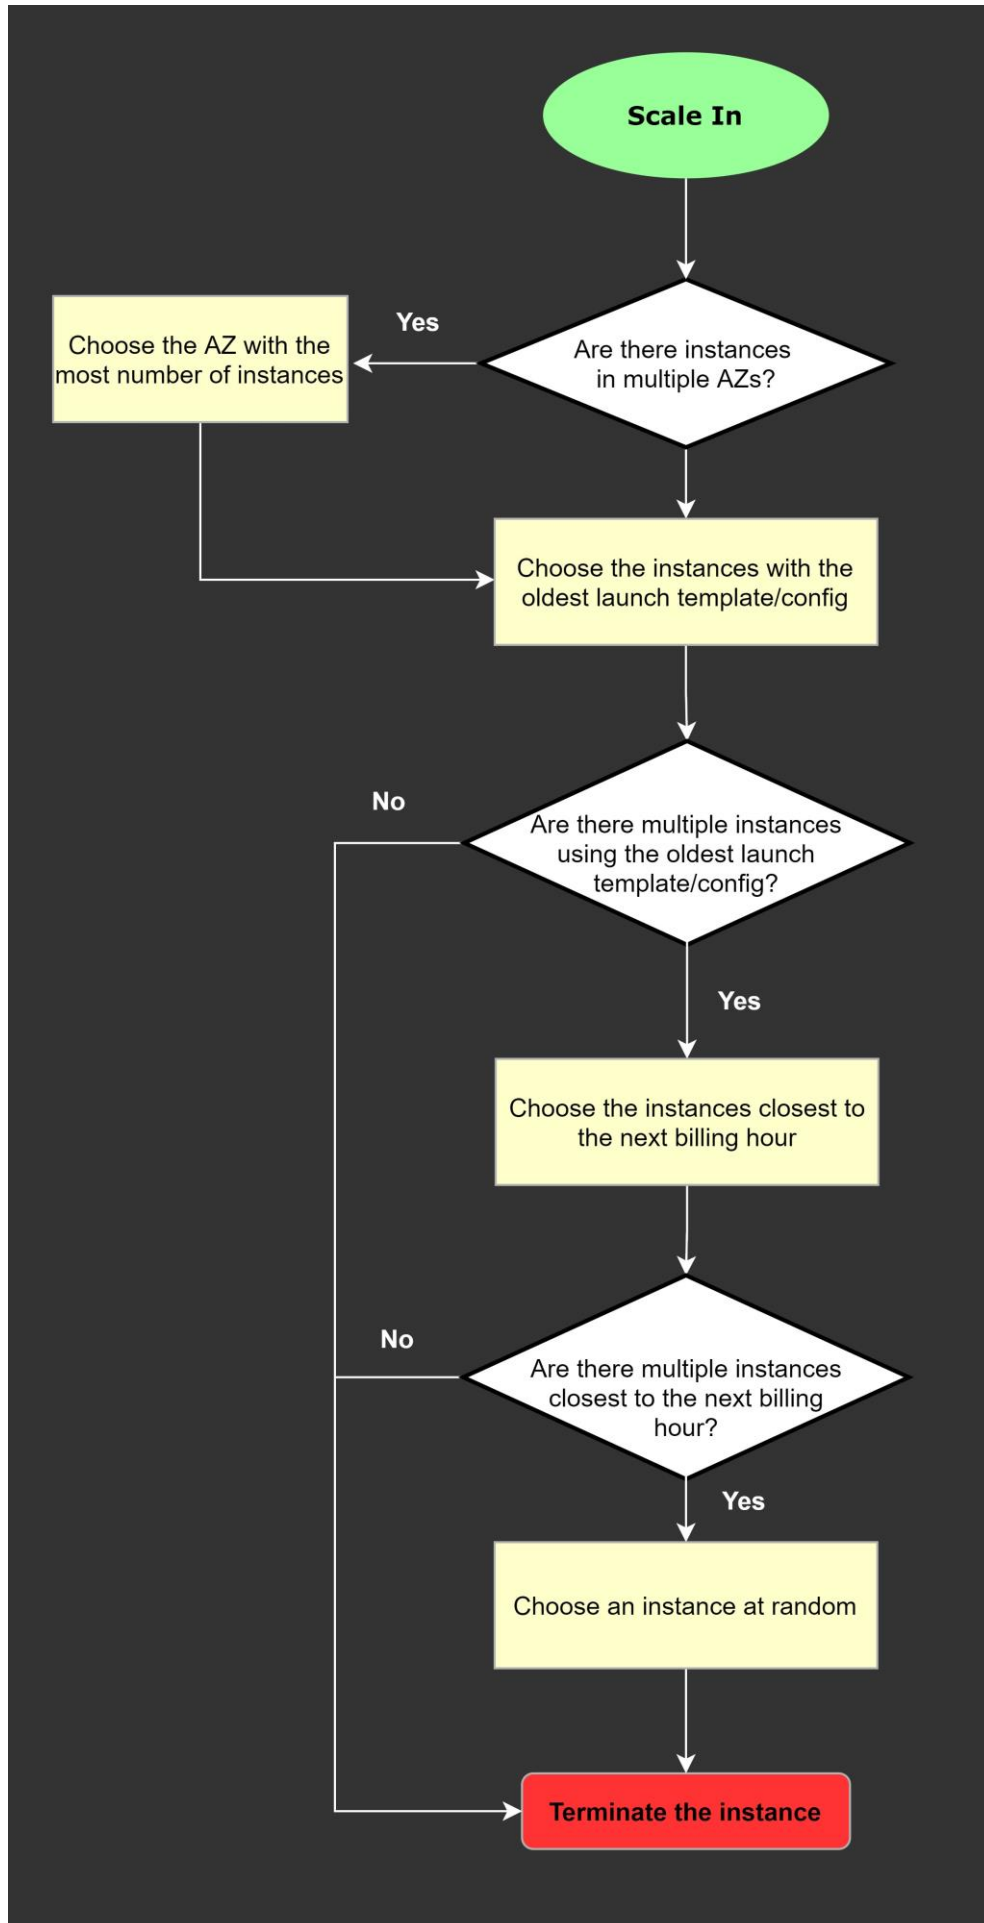 Scale In
Yes
Are there instances
in multiple AZs?
Choose the AZ with the
most number of instances
Choose the instances with the
oldest launch template/config
No
Are there multiple instances
using the oldest launch
template/config?
Yes
Choose the instances closest to
the next billing hour
No
Are there multiple instances
closest to the next billing
hour?
Yes
Choose an instance at random
Terminate the instance